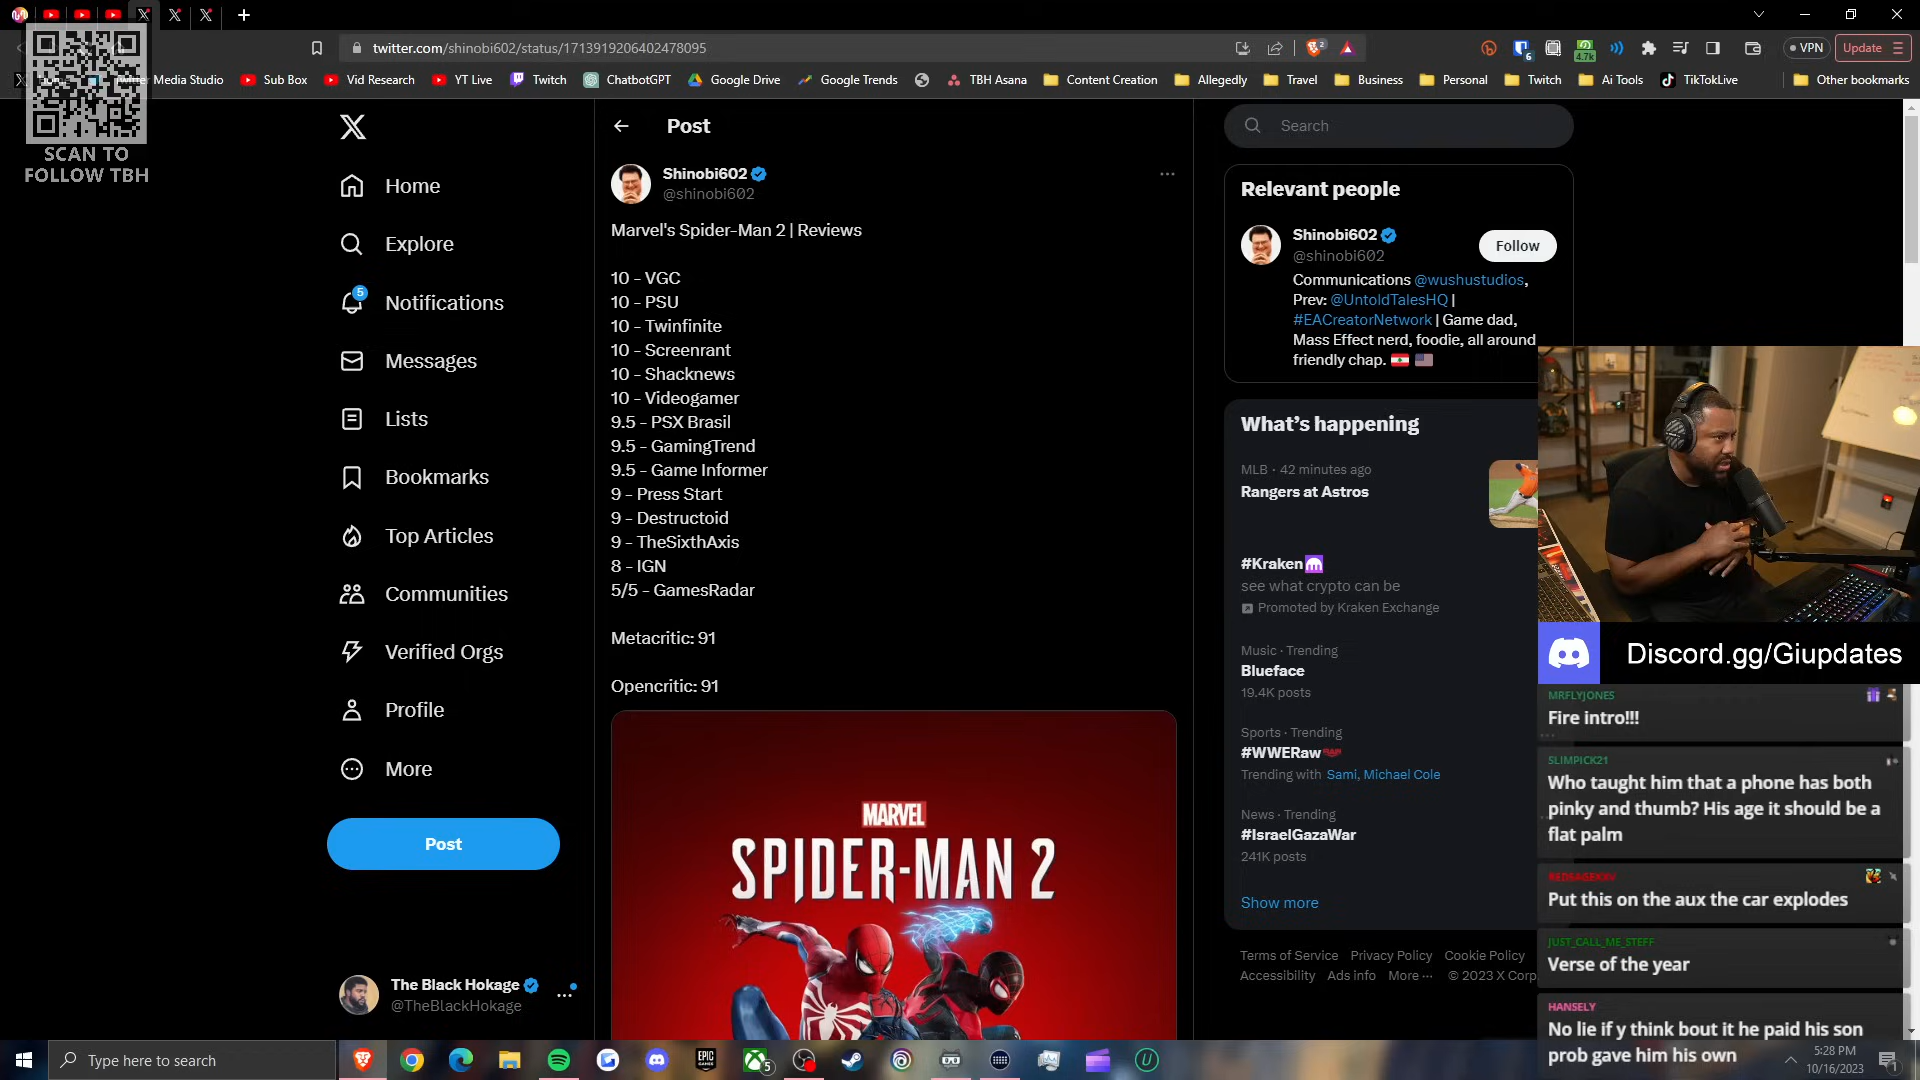 twitter.com/shinobi602/status/1713919206402478095
2
6
4.7k
VPN
Update
Media Studio
Sub Box
Vid Research
YT Live
Twitch
ChatbotGPT
Google Drive
Google Trends
TBH Asana
Content Creation
Allegedly
Travel
Business
Personal
Twitch
Ai Tools
TikTokLive
Other bookmarks
SCAN TO
FOLLOW TBH
Home
Explore
5
Notifications
Messages
Lists
Bookmarks
Top Articles
Communities
Verified Orgs
Profile
More
Post
The Black Hokage
@TheBlackHokage
Post
Shinobi602
@shinobi602
Marvel's Spider-Man 2 | Reviews
10 - VGC
10 - PSU
10 - Twinfinite
10 - Screenrant
10 - Shacknews
10 - Videogamer
9.5 - PSX Brasil
9.5 - GamingTrend
9.5 - Game Informer
9 - Press Start
9 - Destructoid
9 - TheSixthAxis
8 - IGN
5/5 - GamesRadar
Metacritic: 91
Opencritic: 91
MARVEL
SPIDER-MAN 2
Search
Relevant people
Shinobi602
@shinobi602
Follow
Communications @wushustudios,
Prev: @UntoldTalesHQ |
#EACreatorNetwork | Game dad,
Mass Effect nerd, foodie, all around
friendly chap.
What's happening
MLB · 42 minutes ago
Rangers at Astros
#Kraken
see what crypto can be
Promoted by Kraken Exchange
Music · Trending
Blueface
19.4K posts
Sports · Trending
#WWERaw
Trending with Sami, Michael Cole
News · Trending
#IsraelGazaWar
241K posts
Show more
Terms of Service Privacy Policy Cookie Policy
Accessibility Ads info More ··· © 2023 X Corp
Discord.gg/Giupdates
MRFLYJONES
Fire intro!!!
SLIMPICK21
Who taught him that a phone has both
pinky and thumb? His age it should be a
flat palm
REDRAGEXXV
Put this on the aux the car explodes
JUST_CALL_ME_STEFF
Verse of the year
HANSELY
No lie if y think bout it he paid his son
prob gave him his own
Type here to search
EPIC
GAMES
5
5:28 PM
10/16/2023
1